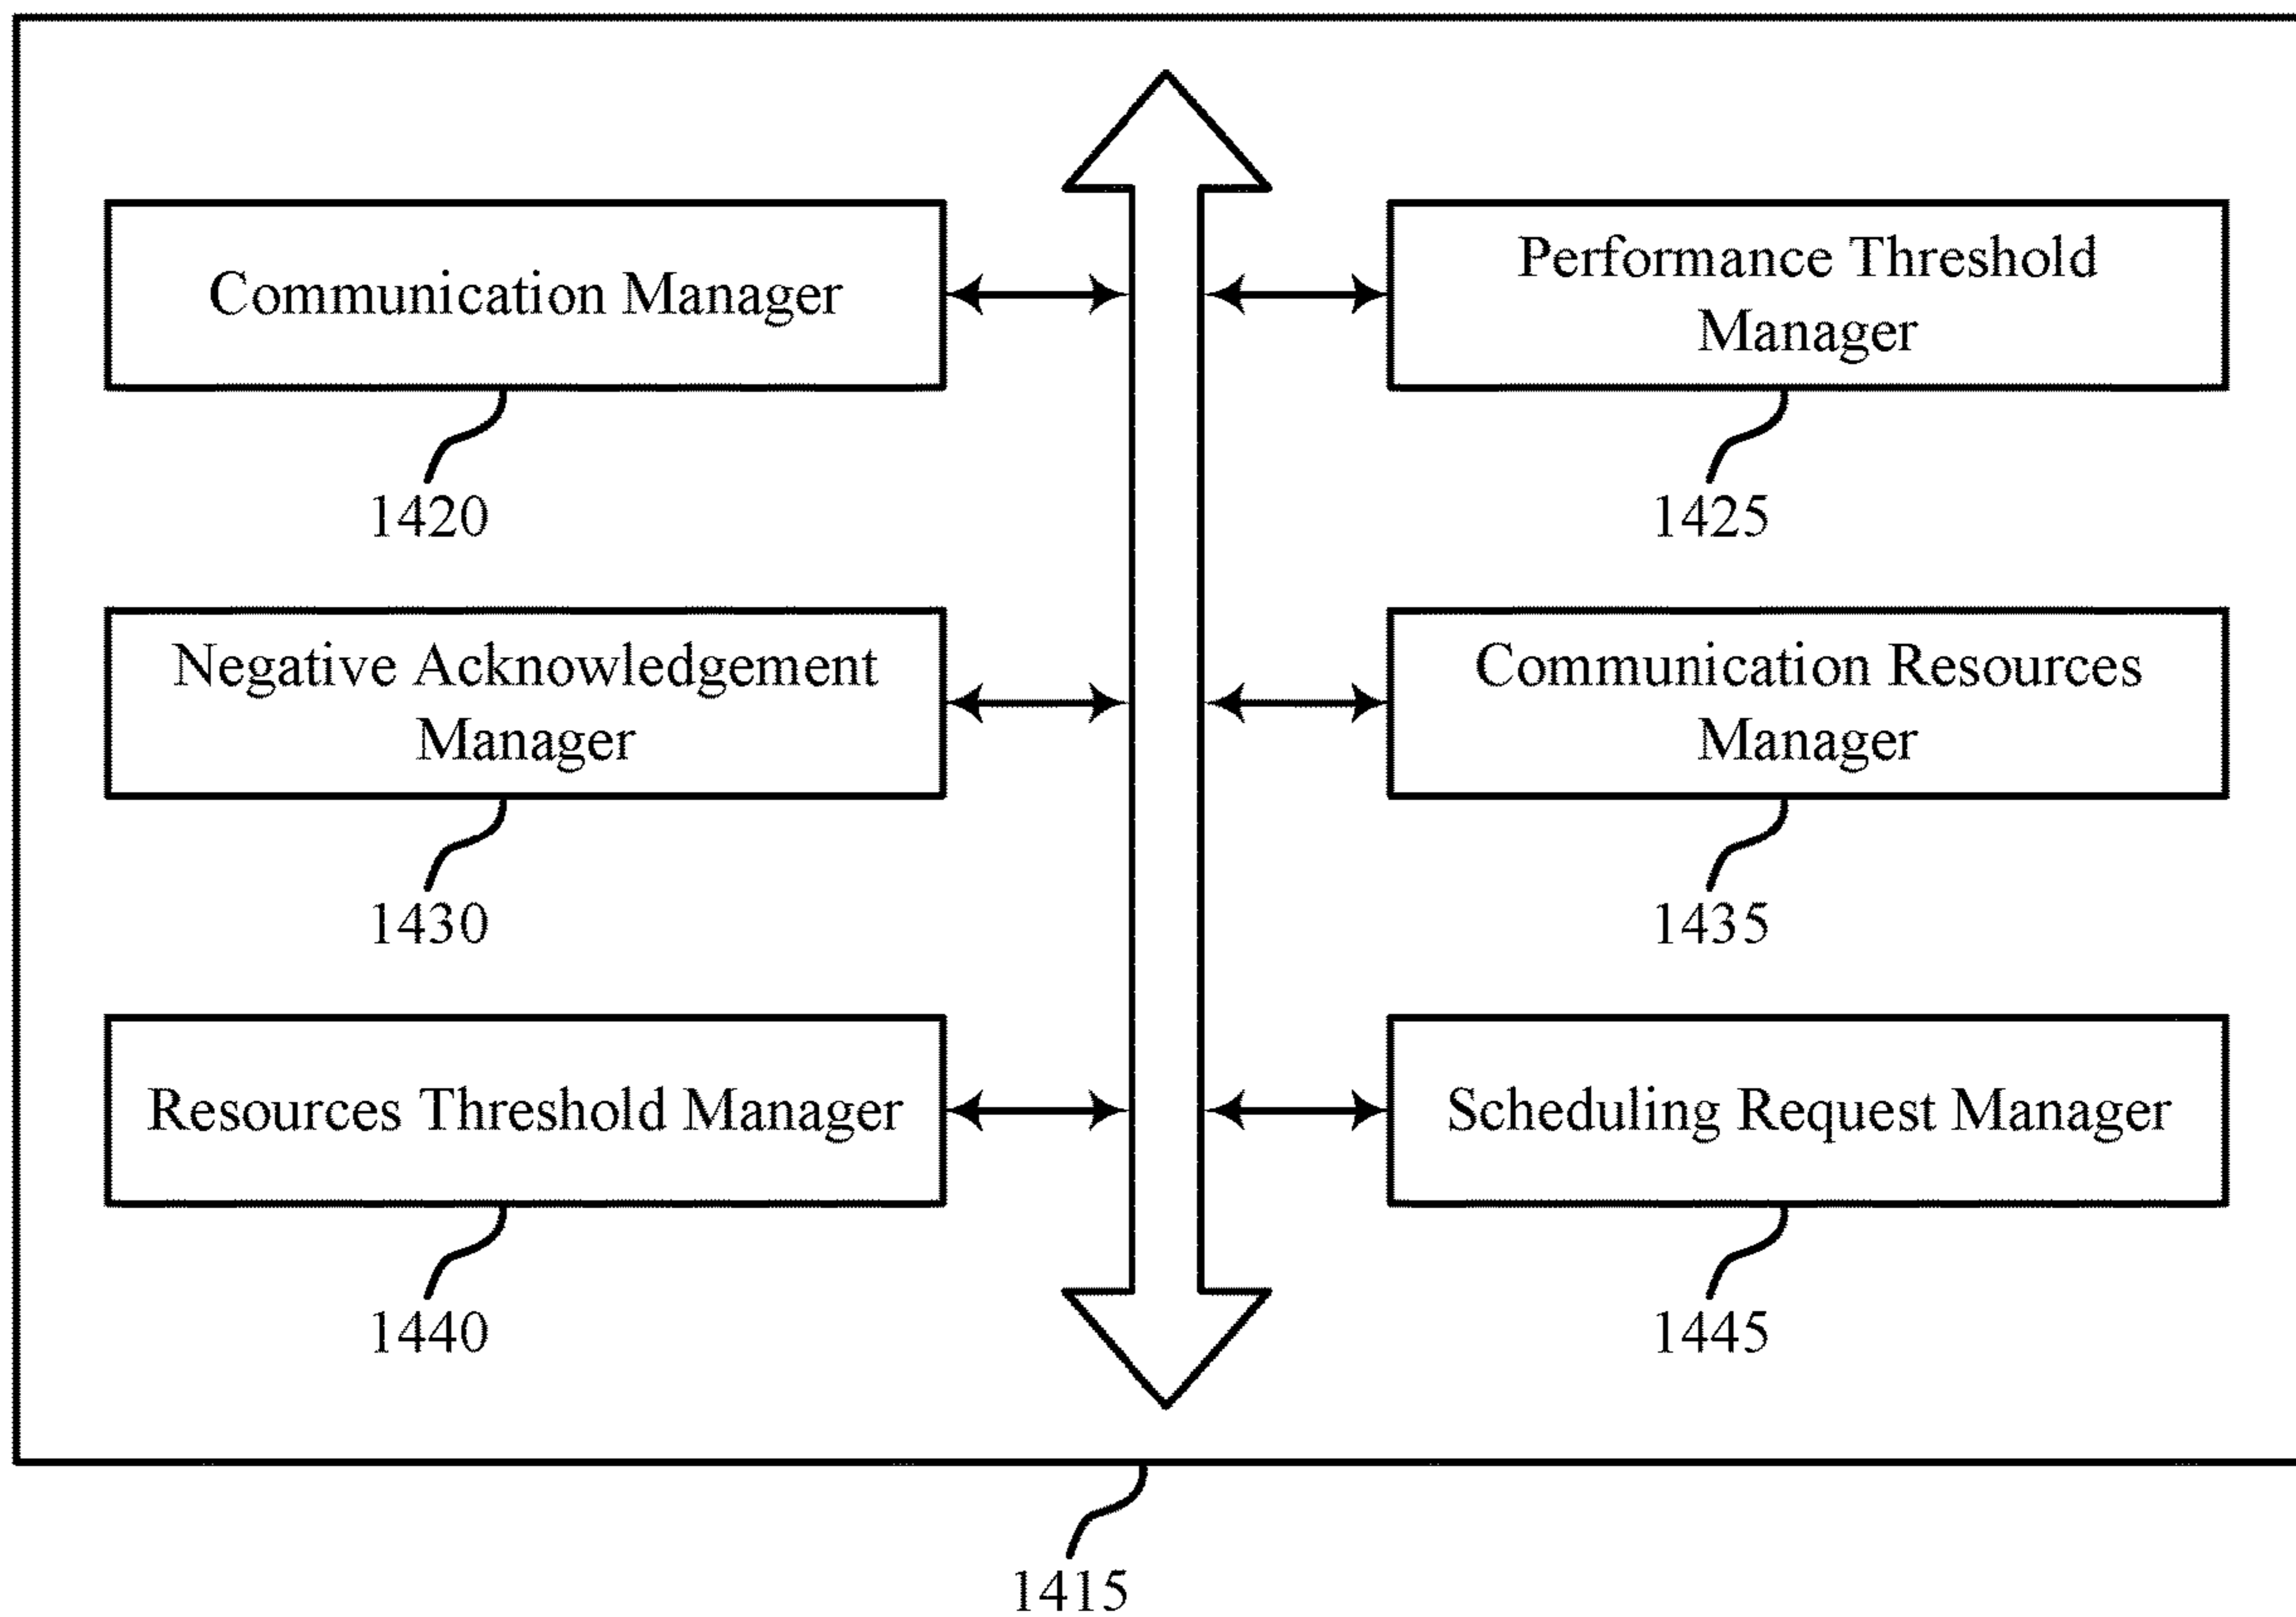 Communication Manager
1420
Performance Threshold
Manager
1425
Negative Acknowledgement
Manager
1430
Communication Resources
Manager
1435
Resources Threshold Manager
1440
Scheduling Request Manager
1445
1415